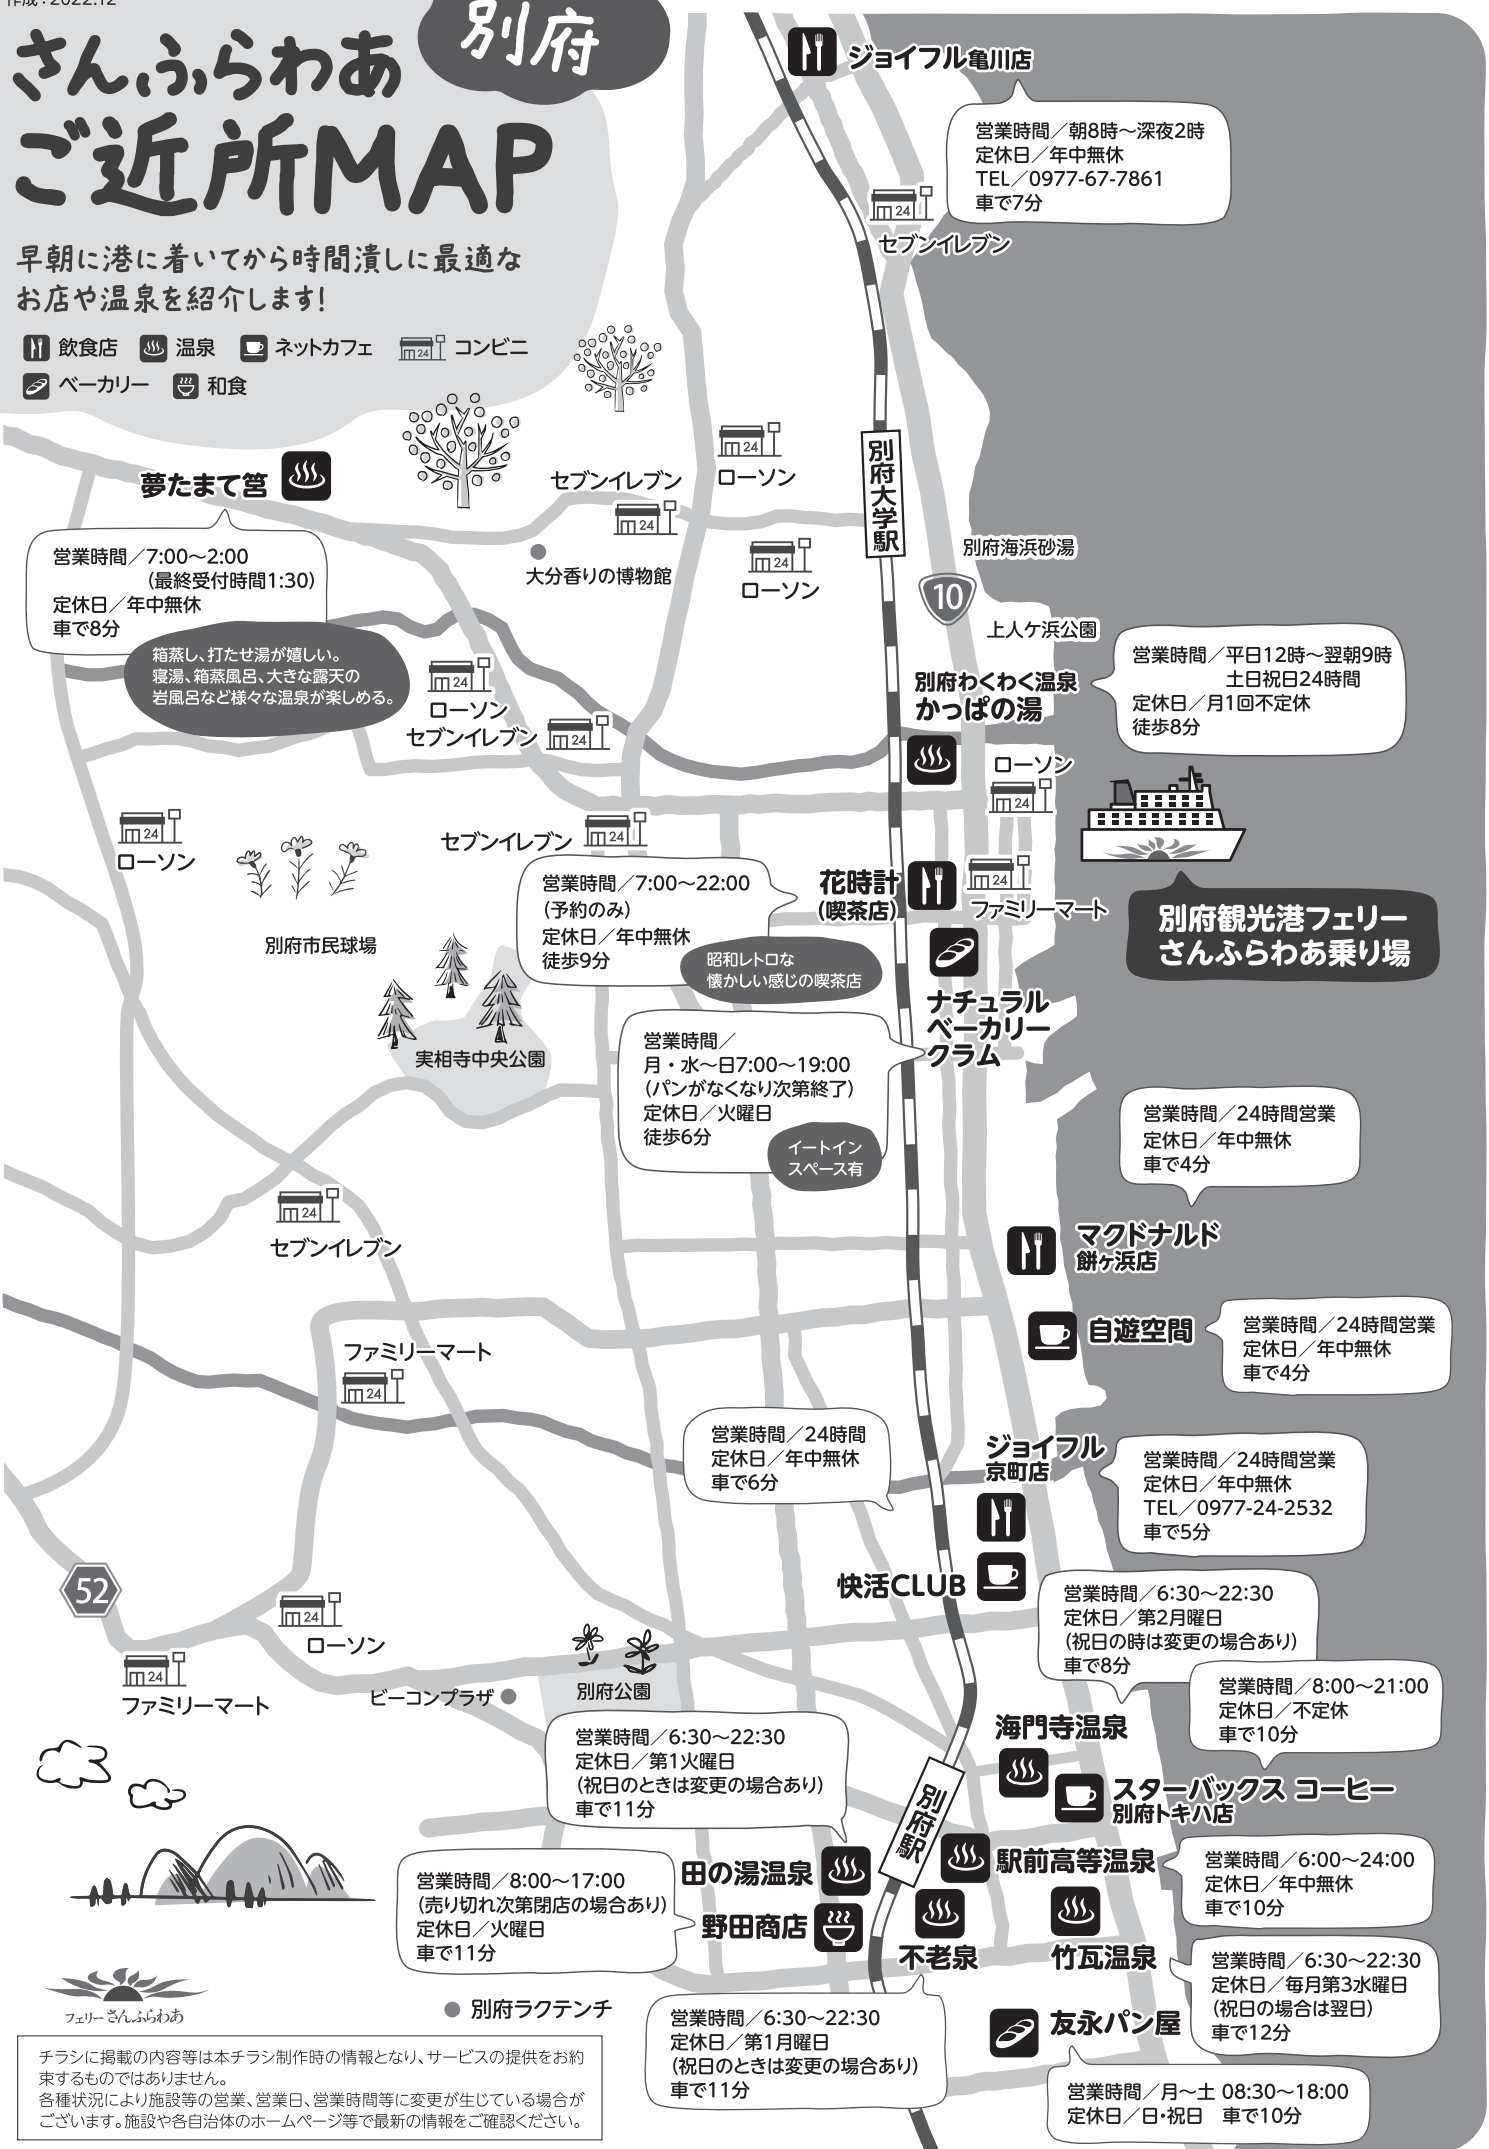 作成：2022.12
別府
さんふらわあ
ご近所MAP
早朝に港に着いてから時間潰しに最適な
お店や温泉を紹介します!
飲食店
温泉
ネットカフェ
24
コンビニ
ベーカリー
和食
ジョイフル亀川店
営業時間／朝8時～深夜2時
定休日／年中無休
TEL／0977-67-7861
車で7分
24
セブンイレブン
24
ローソン
別府大学駅
夢たまて筥
営業時間／7:00～2:00
(最終受付時間1:30)
定休日／年中無休
車で8分
箱蒸し、打たせ湯が嬉しい。
寝湯、箱蒸風呂、大きな露天の
岩風呂など様々な温泉が楽しめる。
セブンイレブン
24
大分香りの博物館
24
ローソン
別府海浜砂湯
10
上人ケ浜公園
別府わくわく温泉
かっぱの湯
営業時間／平日12時～翌朝9時
土日祝日24時間
定休日／月1回不定休
徒歩8分
24
ローソン
セブンイレブン
24
ローソン
24
24
ローソン
セブンイレブン
24
別府市民球場
営業時間／7:00～22:00
(予約のみ)
定休日／年中無休
徒歩9分
昭和レトロな
懐かしい感じの喫茶店
花時計
(喫茶店)
24
ファミリーマート
別府観光港フェリー
さんふらわあ乗り場
ナチュラル
ベーカリー
クラム
実相寺中央公園
営業時間／
月・水～日7:00～19:00
(パンがなくなり次第終了)
定休日／火曜日
徒歩6分
イートイン
スペース有
営業時間／24時間営業
定休日／年中無休
車で4分
マクドナルド
餅ヶ浜店
24
セブンイレブン
自遊空間
営業時間／24時間営業
定休日／年中無休
車で4分
ファミリーマート
24
営業時間／24時間
定休日／年中無休
車で6分
ジョイフル
京町店
営業時間／24時間営業
定休日／年中無休
TEL／0977-24-2532
車で5分
快活CLUB
52
24
ローソン
24
ファミリーマート
ビーコンプラザ
別府公園
営業時間／6:30～22:30
定休日／第2月曜日
(祝日の時は変更の場合あり)
車で8分
海門寺温泉
営業時間／8:00～21:00
定休日／不定休
車で10分
スターバックス コーヒー
別府トキハ店
営業時間／6:30～22:30
定休日／第1火曜日
(祝日のときは変更の場合あり)
車で11分
別府駅
田の湯温泉
駅前高等温泉
営業時間／6:00～24:00
定休日／年中無休
車で10分
営業時間／8:00～17:00
(売り切れ次第閉店の場合あり)
定休日／火曜日
車で11分
野田商店
不老泉
竹瓦温泉
営業時間／6:30～22:30
定休日／毎月第3水曜日
(祝日の場合は翌日)
車で12分
フェリーさんふらわあ
別府ラクテンチ
営業時間／6:30～22:30
定休日／第1月曜日
(祝日のときは変更の場合あり)
車で11分
友永パン屋
営業時間／月～土 08:30～18:00
定休日／日・祝日　車で10分
チラシに掲載の内容等は本チラシ制作時の情報となり、サービスの提供をお約
束するものではありません。
各種状況により施設等の営業、営業日、営業時間等に変更が生じている場合が
ございます。施設や各自治体のホームページ等で最新の情報をご確認ください。